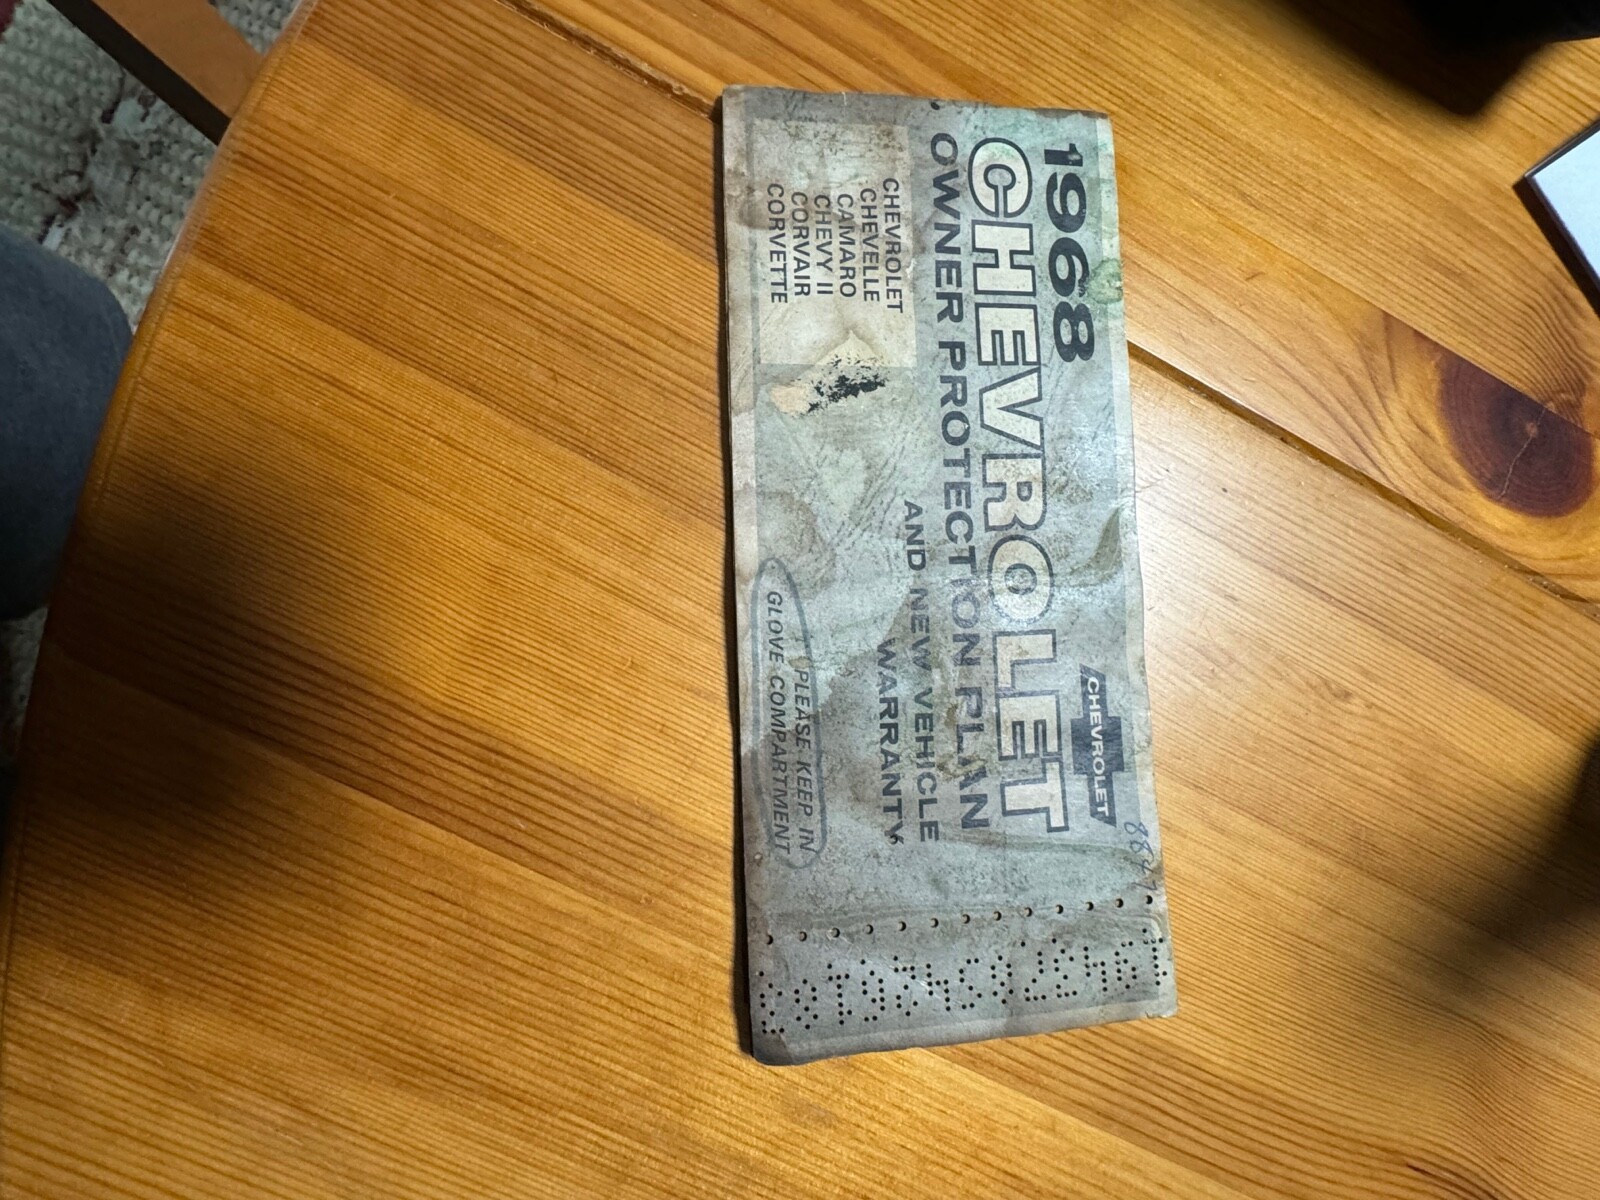 1968
CHEVROLET
CHEVROLET
OWNER PROTECTION PLAN
AND NEW VEHICLE
WARRANTY
CHEVROLET
CHEVELLE
CAMARO
CHEVY II
CORVAIR
CORVETTE
PLEASE KEEP IN
GLOVE COMPARTMENT